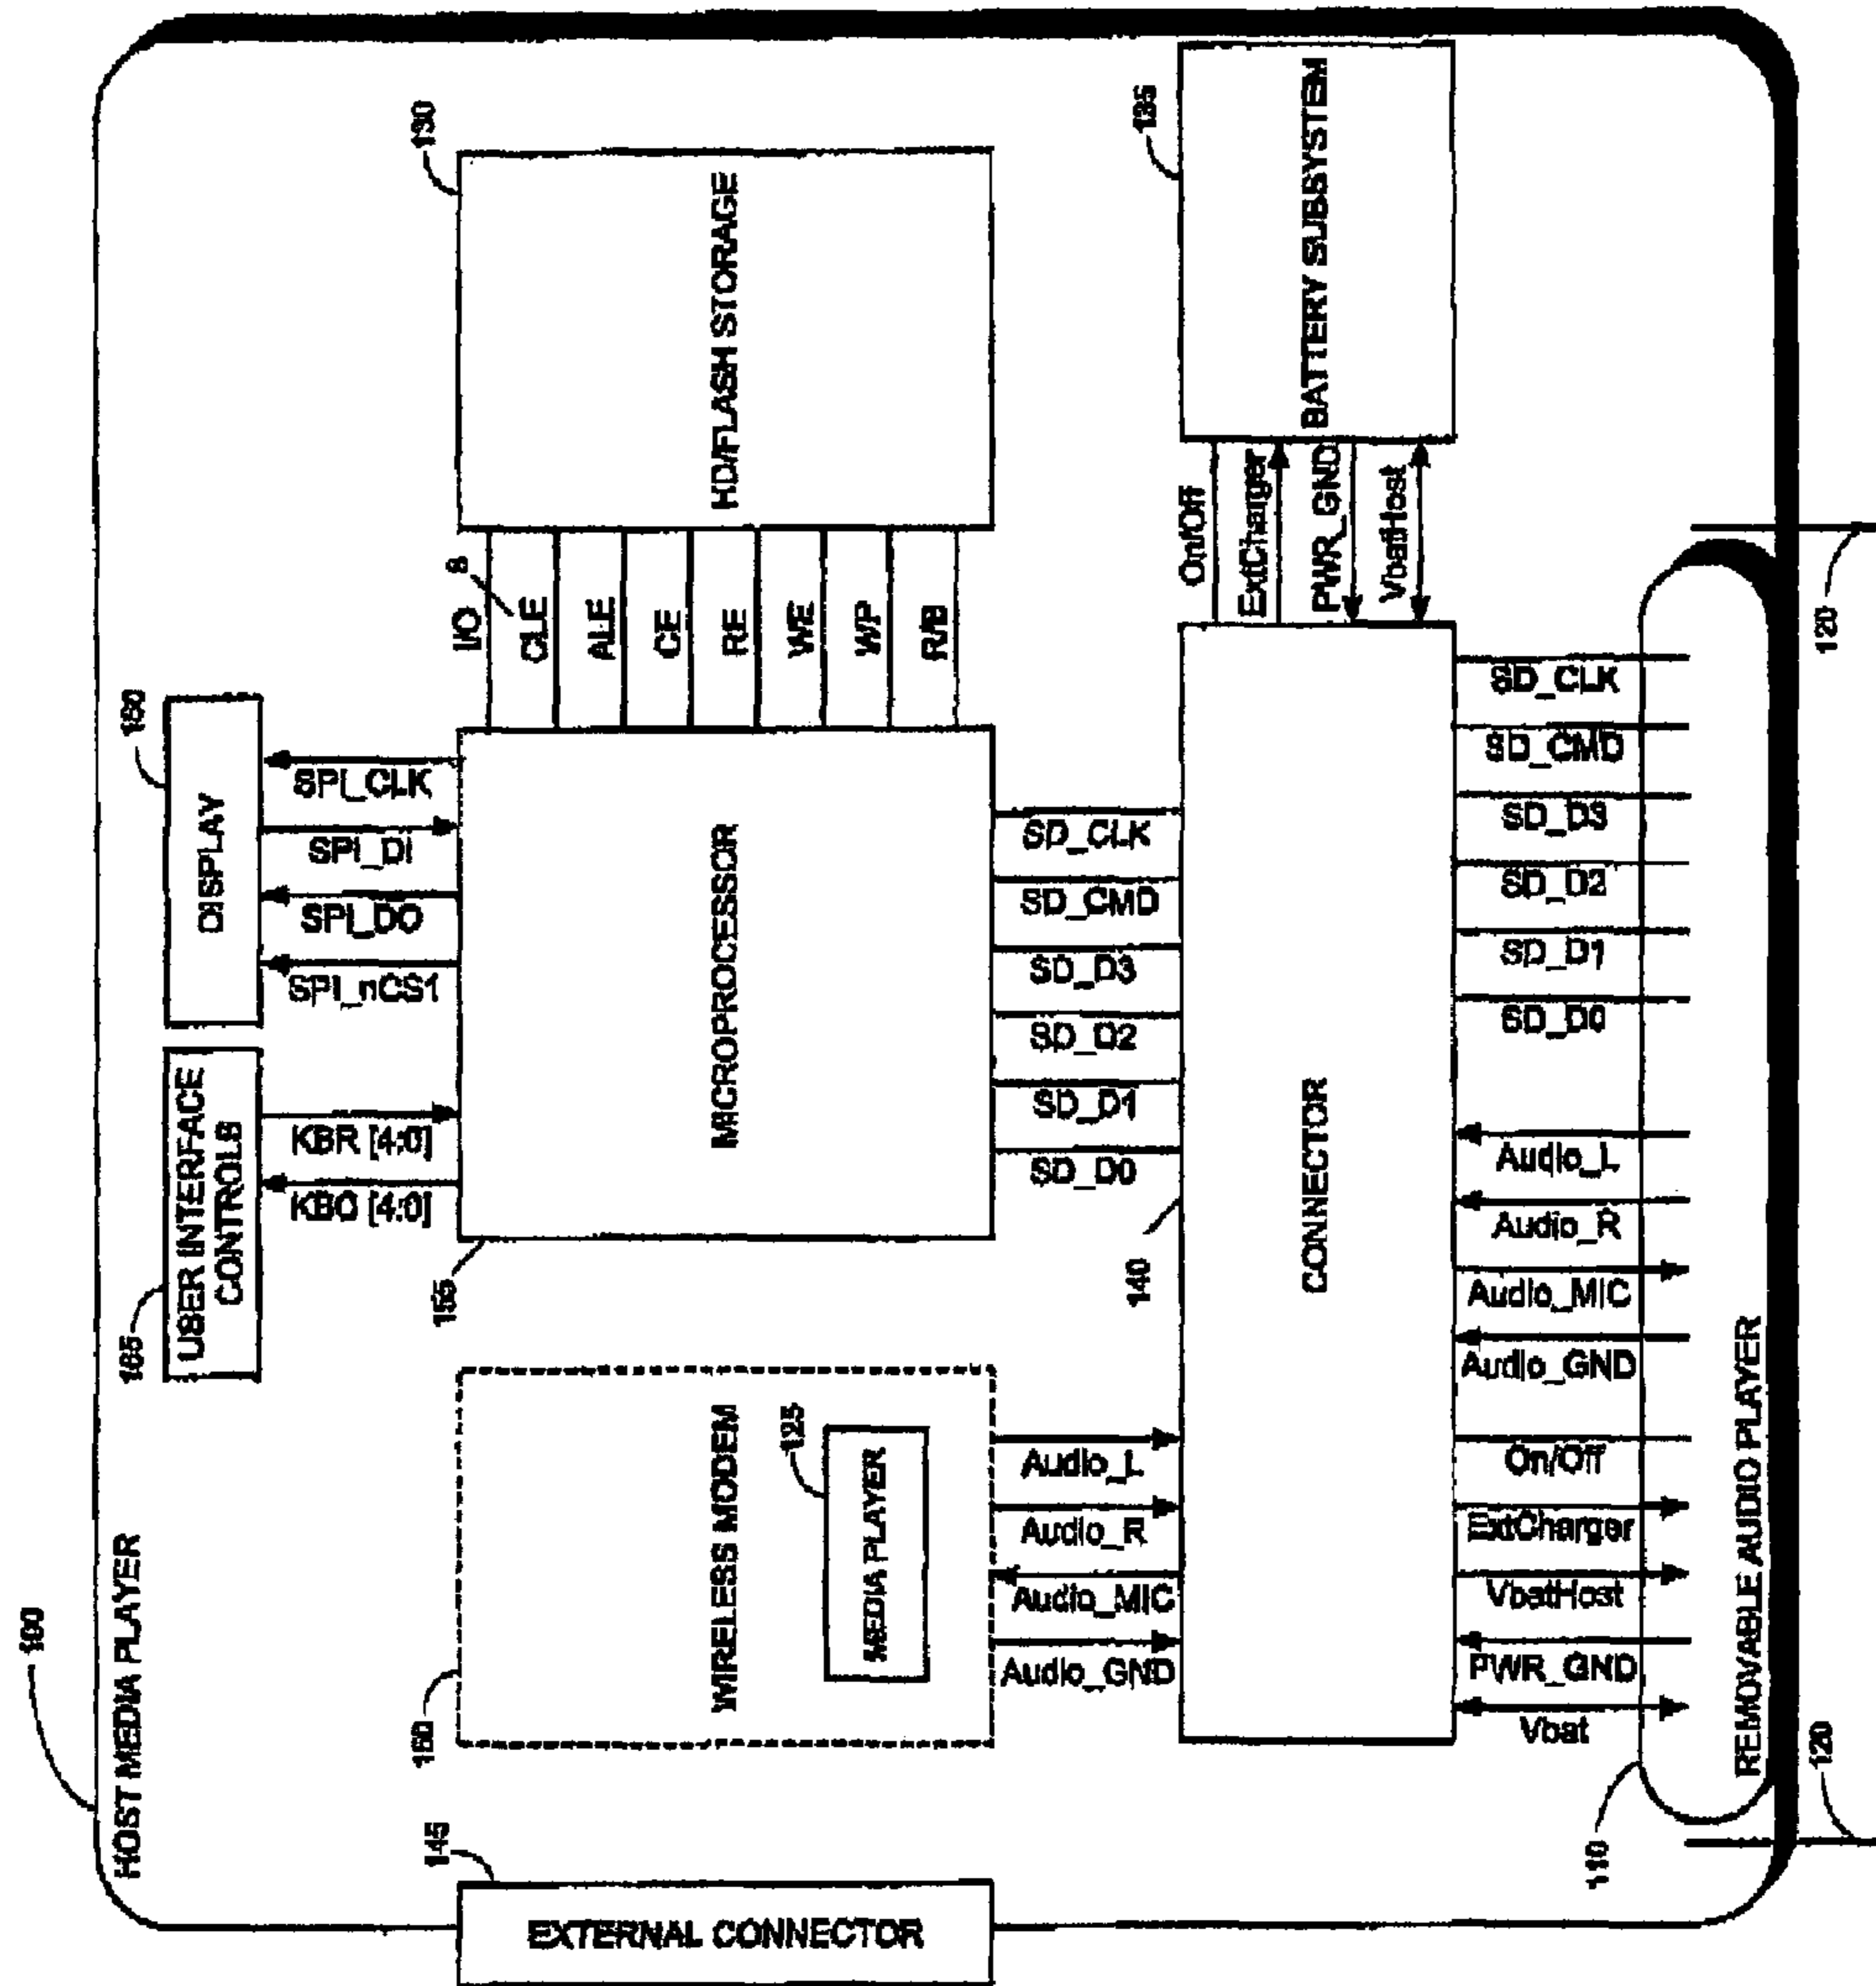 100
HOST MEDIA PLAYER
145
EXTERNAL CONNECTOR
165
USER INTERFACE
CONTROLS
160
DISPLAY
KBO [4:0]
KBR [4:0]
SPI_nCS1
SPI_DO
SPI_DI
SPI_CLK
150
WIRELESS MODEM
125
MEDIA PLAYER
155
MICROPROCESSOR
I/O
8
CLE
ALE
CE
RE
WE
WP
R/B
130
HD/FLASH STORAGE
Audio_GND
Audio_MIC
Audio_R
Audio_L
SD_D0
SD_D1
SD_D2
SD_D3
SD_CMD
SD_CLK
140
CONNECTOR
On/Off
ExtCharger
PWR_GND
VbatHost
135
BATTERY SUBSYSTEM
Vbat
PWR_GND
VbatHost
ExtCharger
On/Off
Audio_GND
Audio_MIC
Audio_R
Audio_L
SD_D0
SD_D1
SD_D2
SD_D3
SD_CMD
SD_CLK
110
REMOVABLE AUDIO PLAYER
120
120